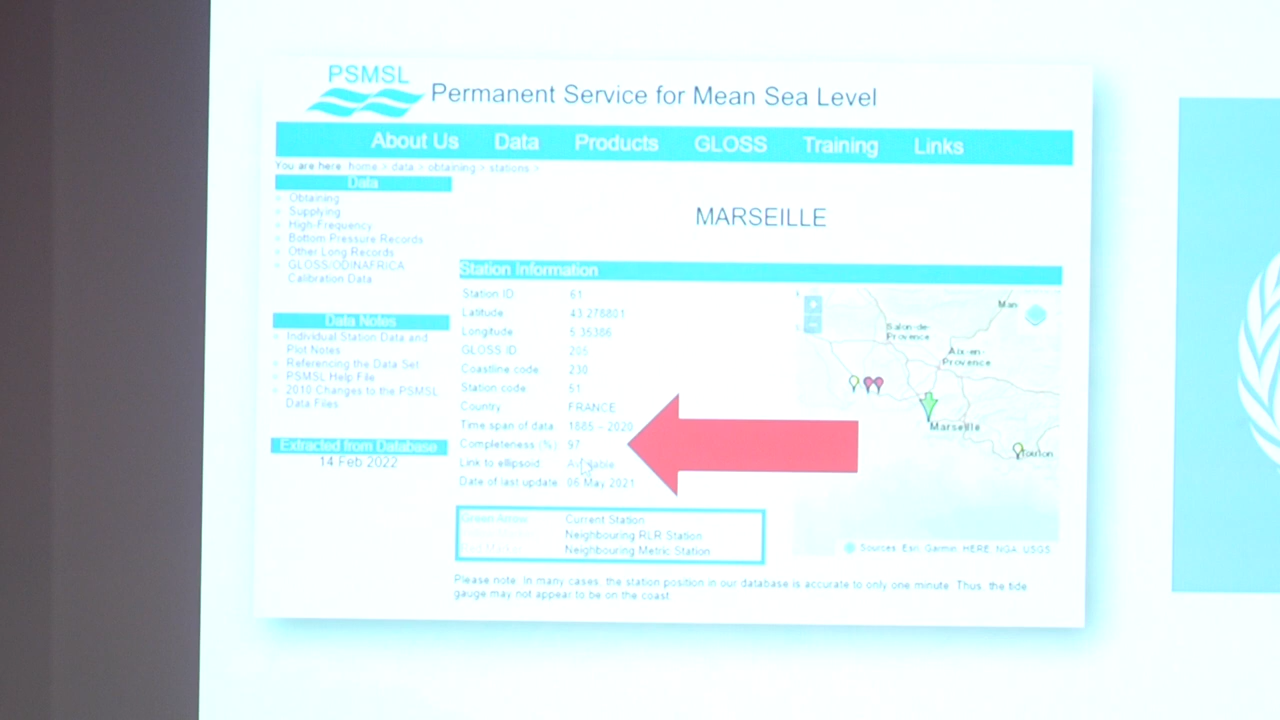 PSMSL
Permanent Service for Mean Sea Level
About Us Data Products GLOSS Training Links
You are here: home > data > obtaining > stations >
Data
Obtaining
Supplying
High-Frequency
Bottom Pressure Records
Other Long Records
GLOSS/ODINAFRICA
Calibration Data
Data Notes
Individual Station Data and
Plot Notes
Referencing the Data Set
PSMSL Help File
2010 Changes to the PSMSL
Data Files
Extracted from Database
14 Feb 2022
MARSEILLE
Station Information
Station ID: 61
Latitude: 43.278801
Longitude: 5.35386
GLOSS ID: 205
Coastline code: 230
Station code: 51
Country: FRANCE
Time span of data: 1885 – 2020
Completeness (%): 97
Link to ellipsoid: Available
Date of last update: 06 May 2021
Current Station
Neighbouring RLR Station
Neighbouring Metric Station
Please note: In many cases, the station position in our database is accurate to only one minute. Thus, the tide
gauge may not appear to be on the coast.
Man
Salon-de-
Provence
Aix-en-
Provence
Marseille
Toulon
Sources: Esri, Garmin, HERE, NGA, USGS